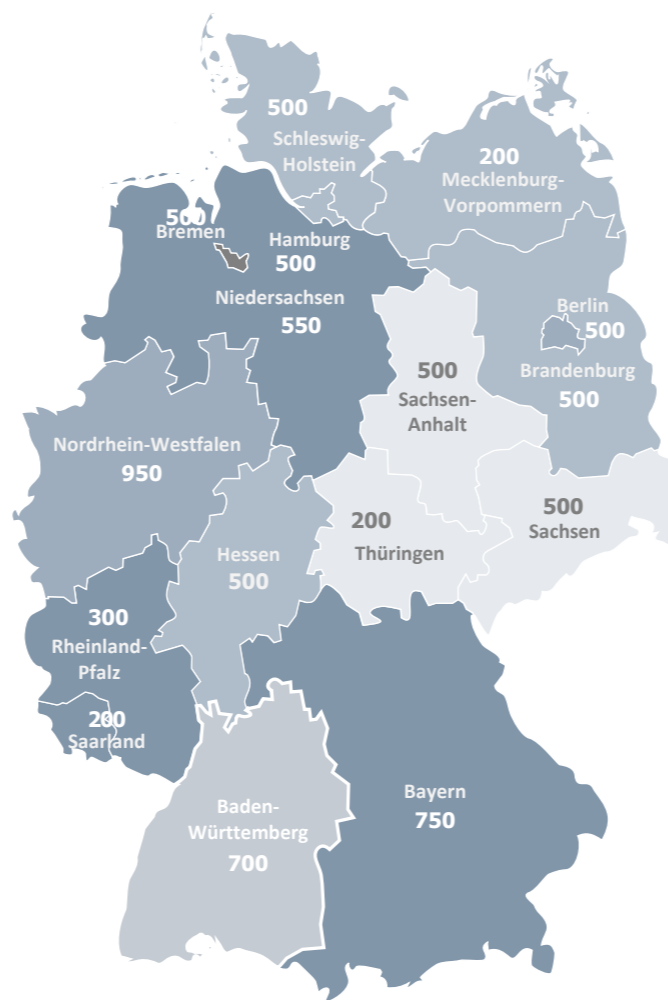 500
Schleswig-
Holstein
200
Mecklenburg-
Vorpommern
500
Bremen
Hamburg
500
Niedersachsen
550
Berlin
500
Brandenburg
500
500
Sachsen-
Anhalt
Nordrhein-Westfalen
950
500
Sachsen
200
Thüringen
Hessen
500
300
Rheinland-
Pfalz
200
Saarland
Bayern
750
Baden-
Württemberg
700